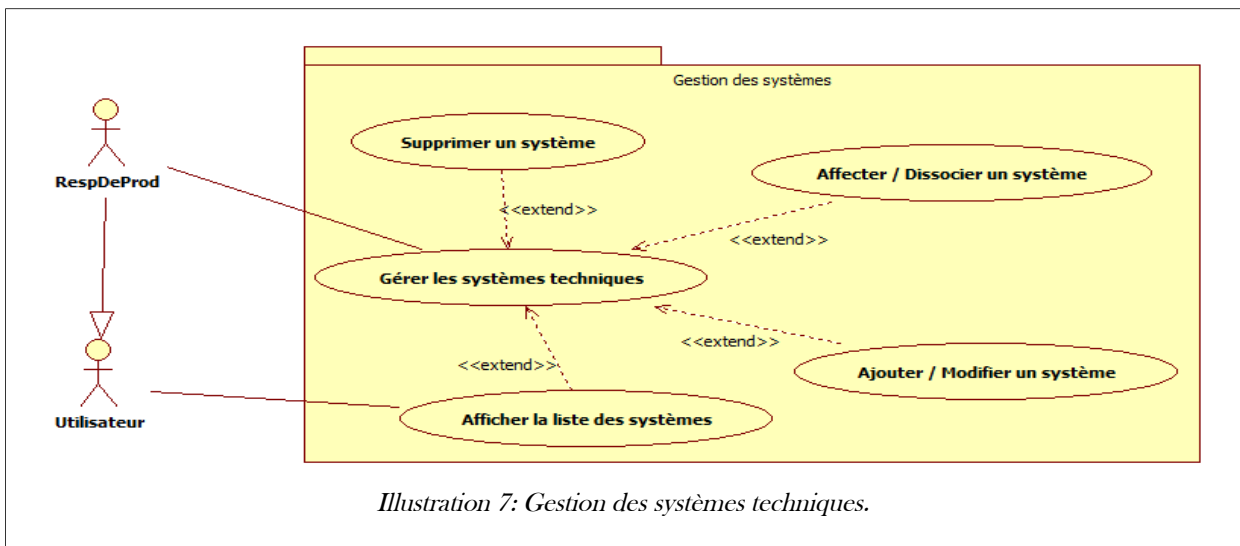 Gestion des systèmes
Supprimer un système
Affecter / Dissocier un système
RespDeProd
<<extend>>
<<extend>>
Gérer les systèmes techniques
<<extend>>
<<extend>>
Ajouter / Modifier un système
Utilisateur
Afficher la liste des systèmes
Illustration 7: Gestion des systèmes techniques.